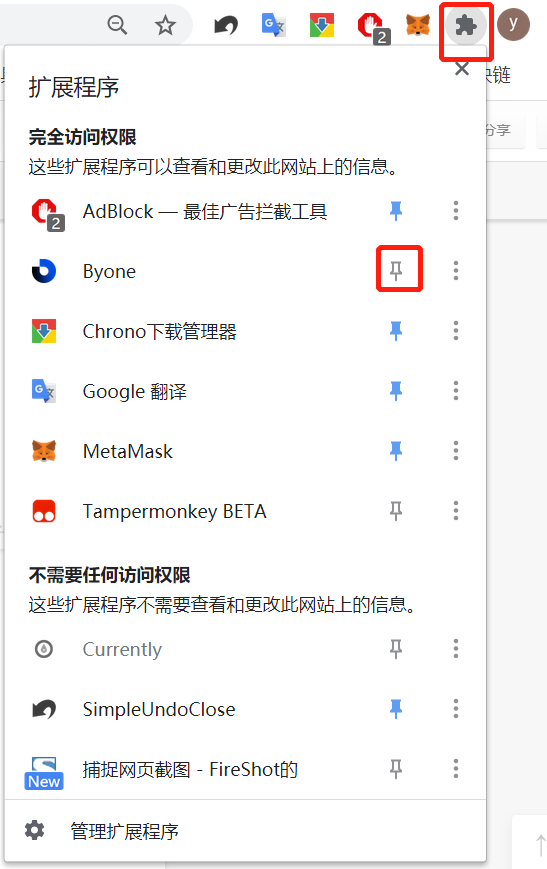 2
y
块链
扩展程序
分享
完全访问权限
这些扩展程序可以查看和更改此网站上的信息。
2
AdBlock — 最佳广告拦截工具
Byone
Chrono下载管理器
Google 翻译
MetaMask
Tampermonkey BETA
不需要任何访问权限
这些扩展程序不需要查看和更改此网站上的信息。
Currently
SimpleUndoClose
New
捕捉网页截图 - FireShot的
管理扩展程序